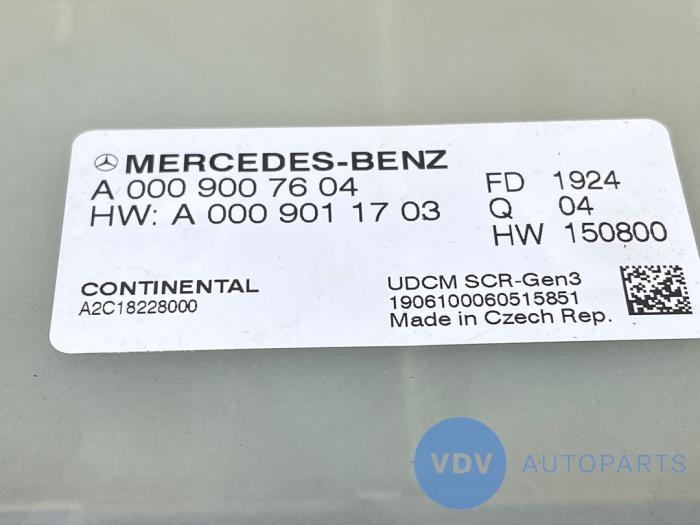 MERCEDES-BENZ
A 000 900 76 04
HW: A 000 901 17 03
FD 1924
Q 04
HW 150800
CONTINENTAL
A2C18228000
UDCM SCR-Gen3
1906100060515851
Made in Czech Rep.
VDV AUTOPARTS